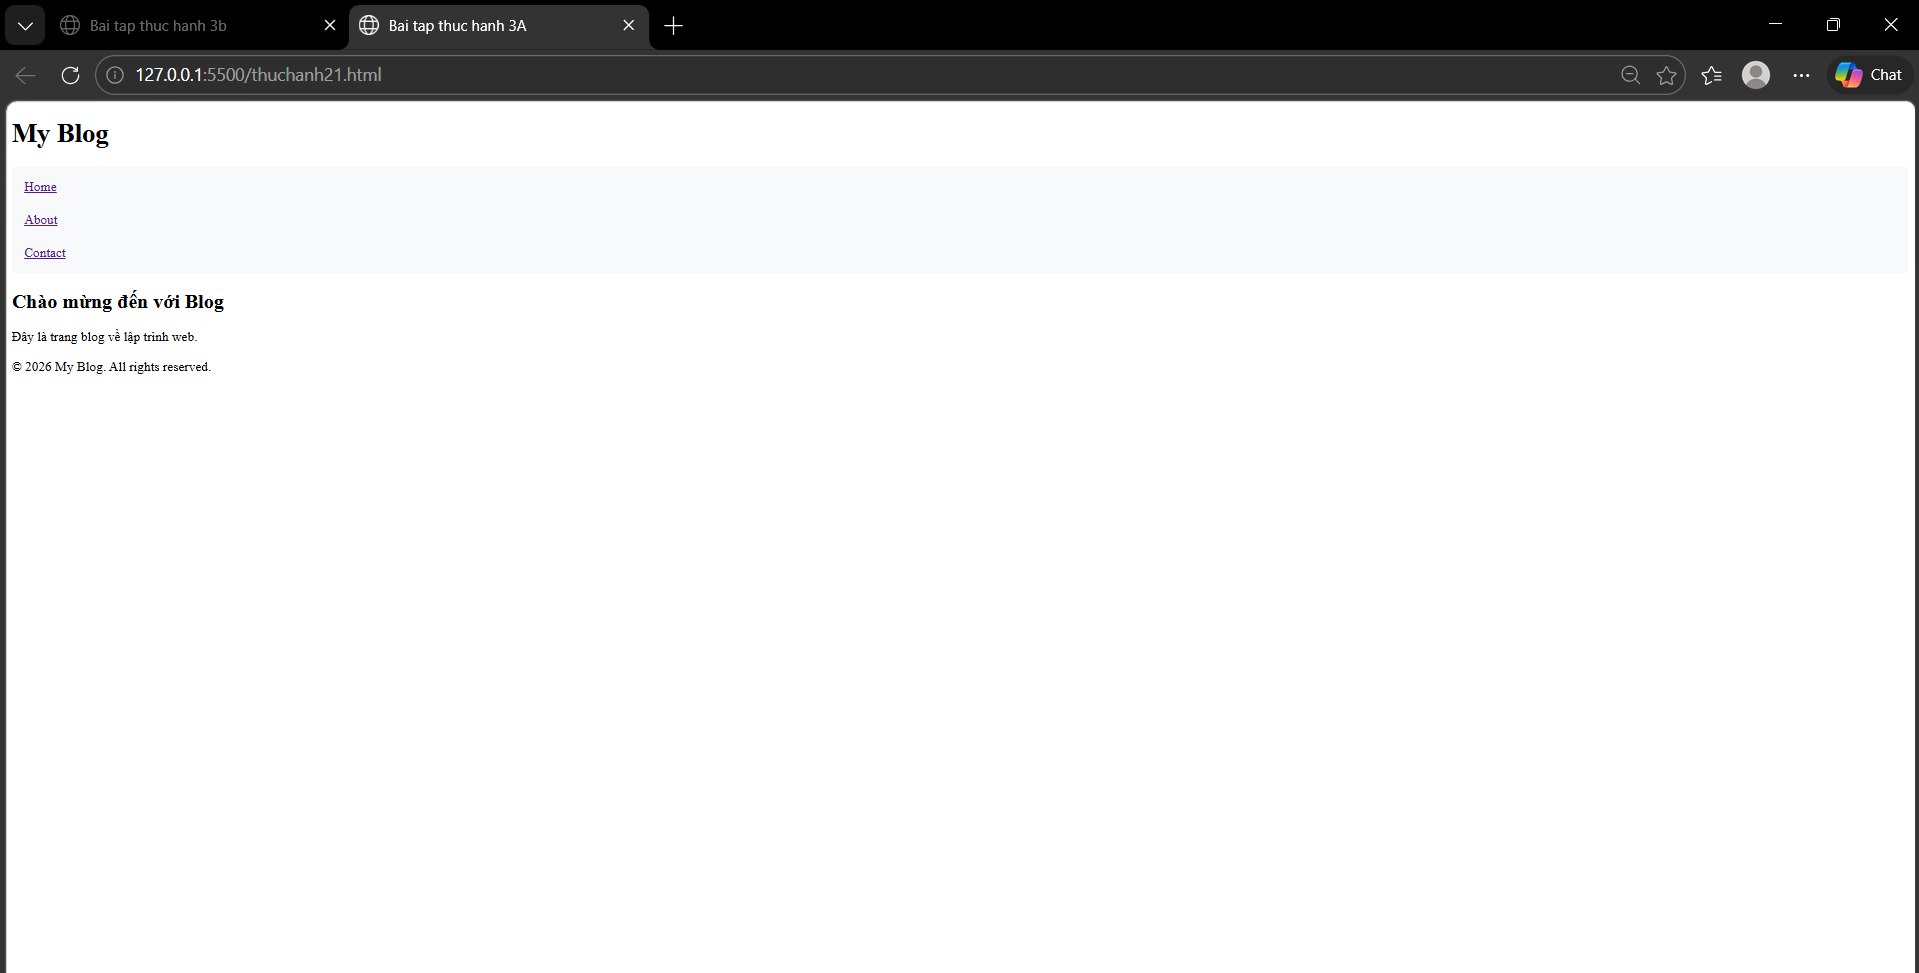 Bai tap thuc hanh 3b
Bai tap thuc hanh 3A
127.0.0.1:5500/thuchanh21.html
Chat
My Blog
Home
About
Contact
Chào mừng đến với Blog
Đây là trang blog về lập trình web.
© 2026 My Blog. All rights reserved.